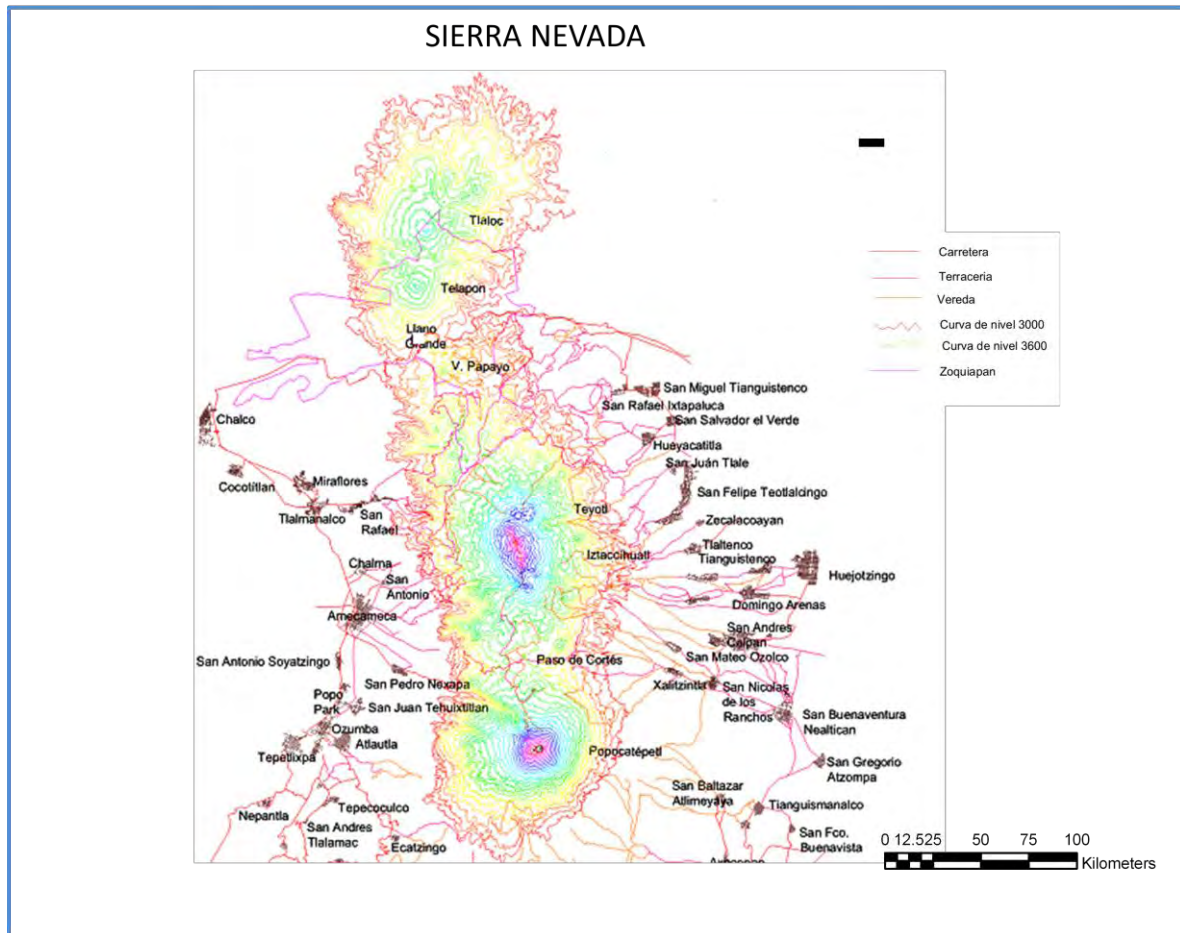 SIERRA NEVADA
Tlaloc
Telapon
Llano
Grande
V. Papayo
Carretera
Terraceria
Vereda
Curva de nivel 3000
Curva de nivel 3600
Zoquiapan
San Miguel Tianguistenco
San Rafael Ixtapaluca
San Salvador el Verde
Chalco
Hueyacatitla
San Juán Tlale
Cocotítlan
Miraflores
San Felipe Teotlalcingo
Teyotl
Tlalmanalco
San
Rafael
Zecalacoayan
Tlaltenco
Tianguistenco
Iztaccihuatl
Chalma
San
Antonio
Huejotzingo
Amecameca
Domingo Arenas
San Andres
Calpan
San Mateo Ozolco
San Antonio Soyatzingo
Paso de Cortés
San Pedro Nexapa
Xalitzintla
San Nicolas
de los
Ranchos
Popo
Park
San Juan Tehuixtitlan
San Buenaventura
Nealtican
Ozumba
Atlautla
Tepetlixpa
Popocatépetl
San Gregorio
Atzompa
San Baltazar
Atlimeyaya
Tianguismanalco
Nepantla
Tepecoculco
San Andres
Tlalamac
Ecatzingo
San Fco.
Buenavista
0 12.525 50 75 100
Kilometers